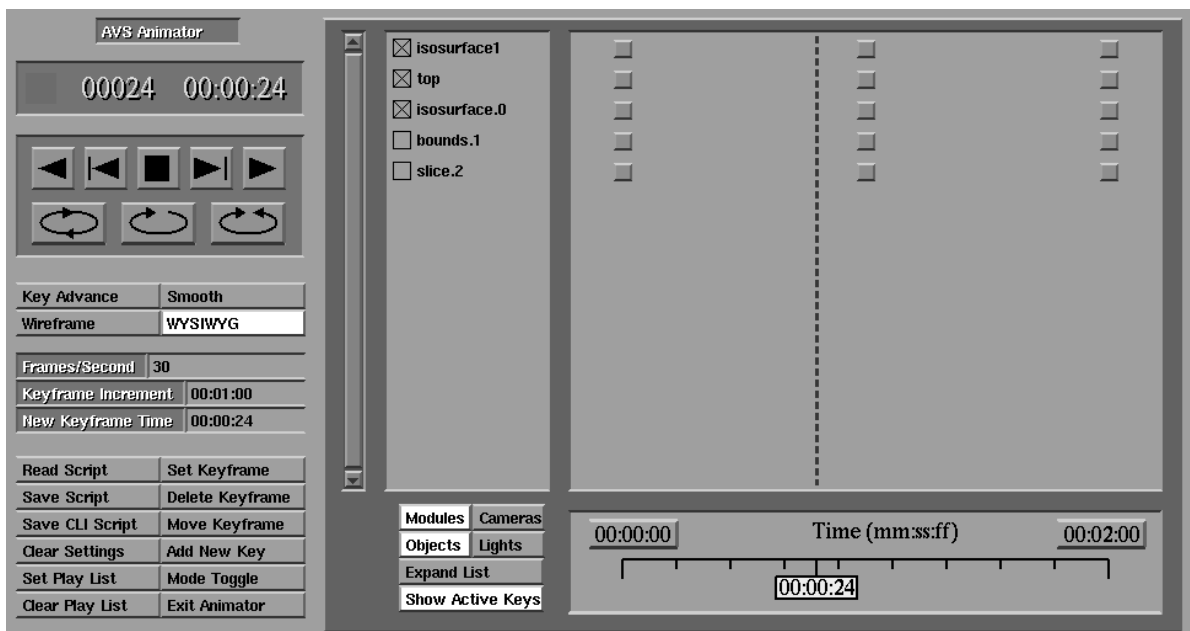 AVS Animator
00024 00:00:24
Key Advance Smooth
Wireframe WYSIWYG
Frames/Second 30
Keyframe Increment 00:01:00
New Keyframe Time 00:00:24
Read Script Set Keyframe
Save Script Delete Keyframe
Save CLI Script Move Keyframe
Clear Settings Add New Key
Set Play List Mode Toggle
Clear Play List Exit Animator
isosurface1
top
isosurface.0
bounds.1
slice.2
Modules Cameras
Objects Lights
Expand List
Show Active Keys
00:00:00 Time (mm:ss:ff) 00:02:00
00:00:24